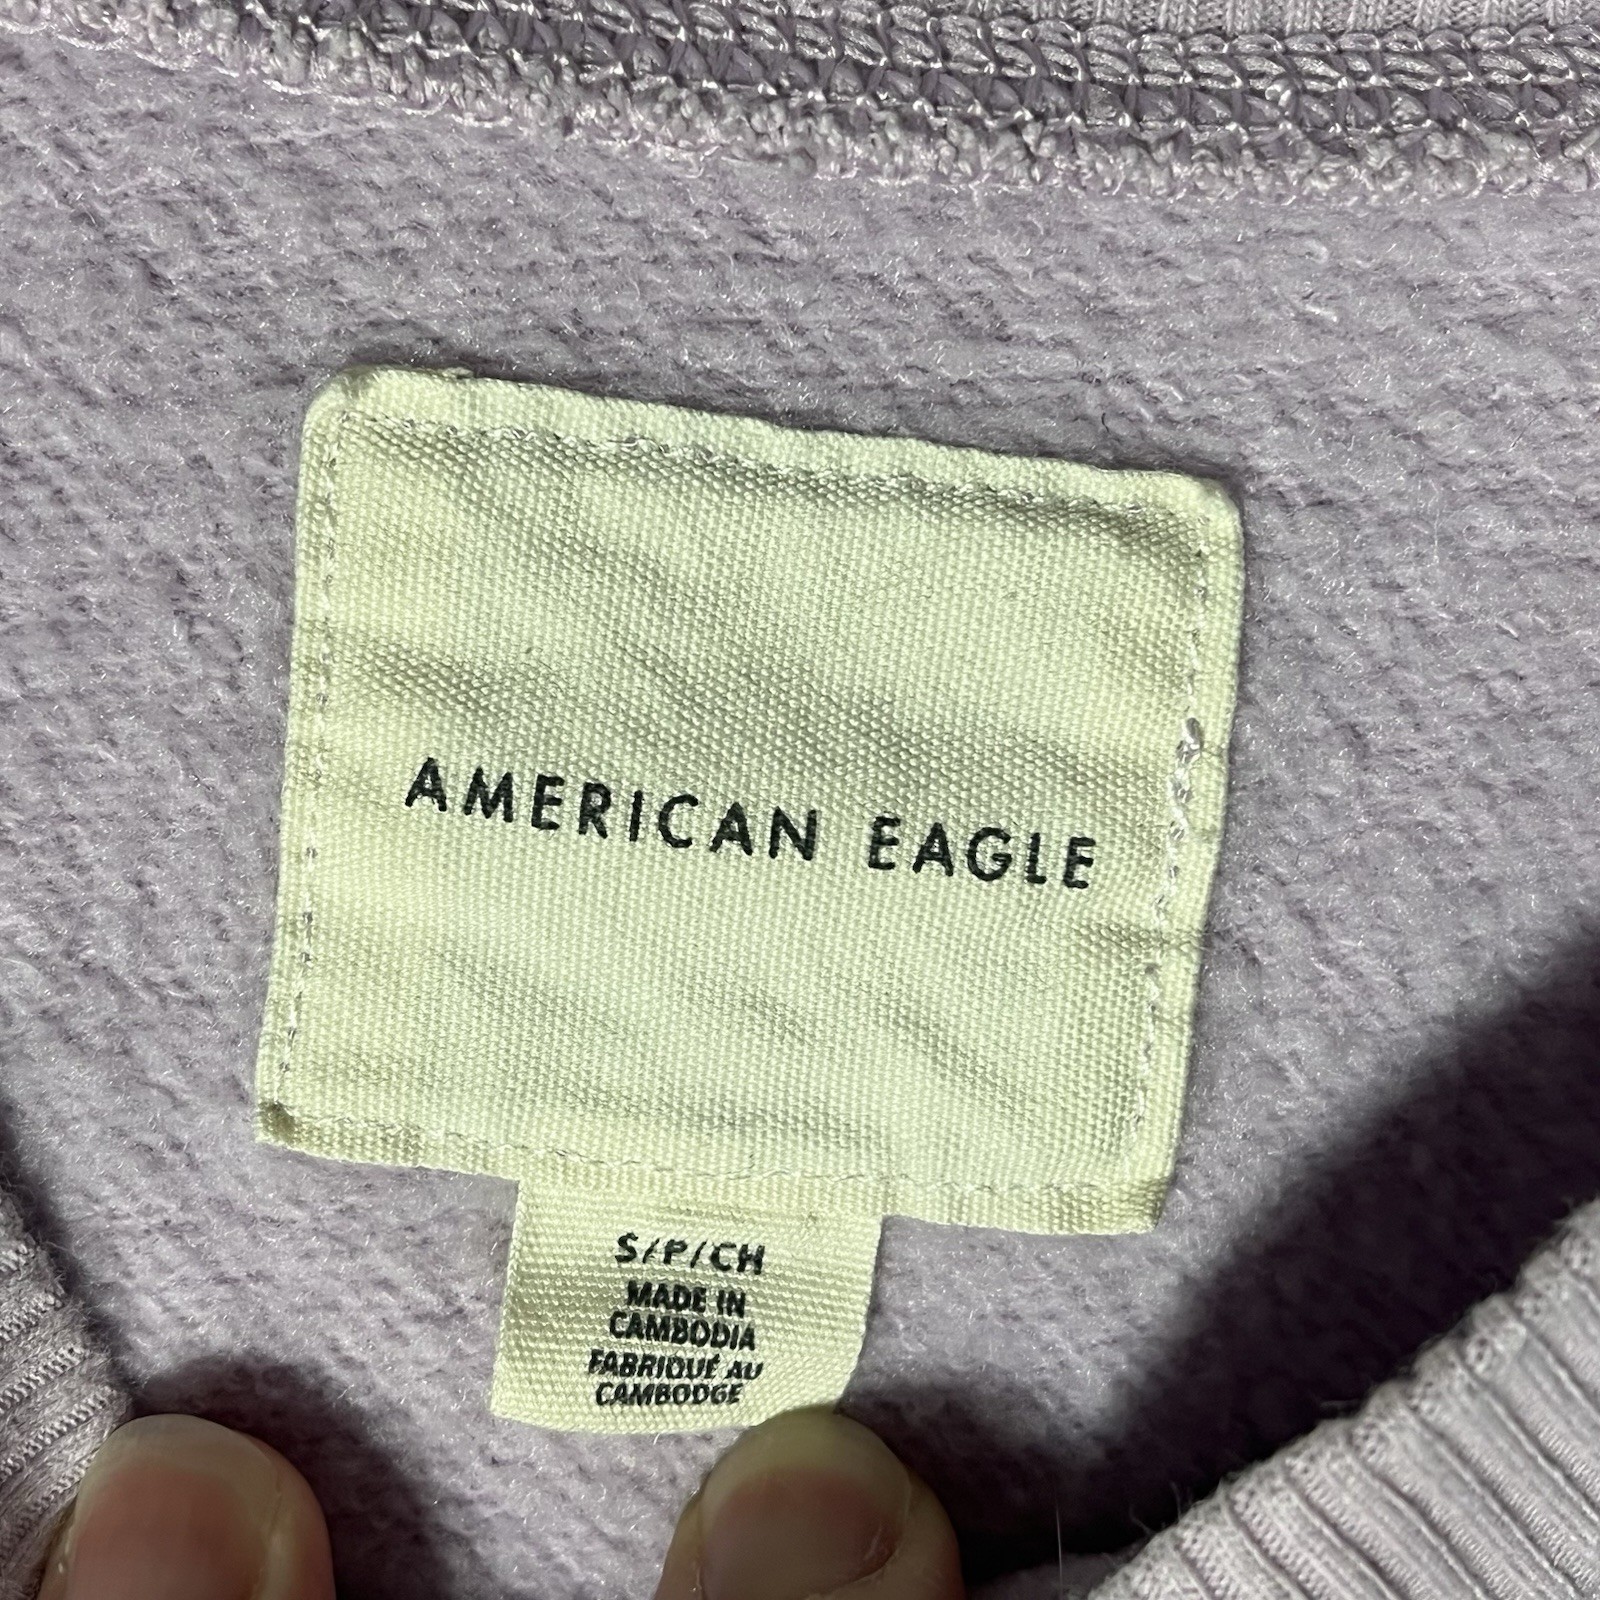 AMERICAN EAGLE
S/P/CH
MADE IN
CAMBODIA
FABRIQUÉ AU
CAMBODGE